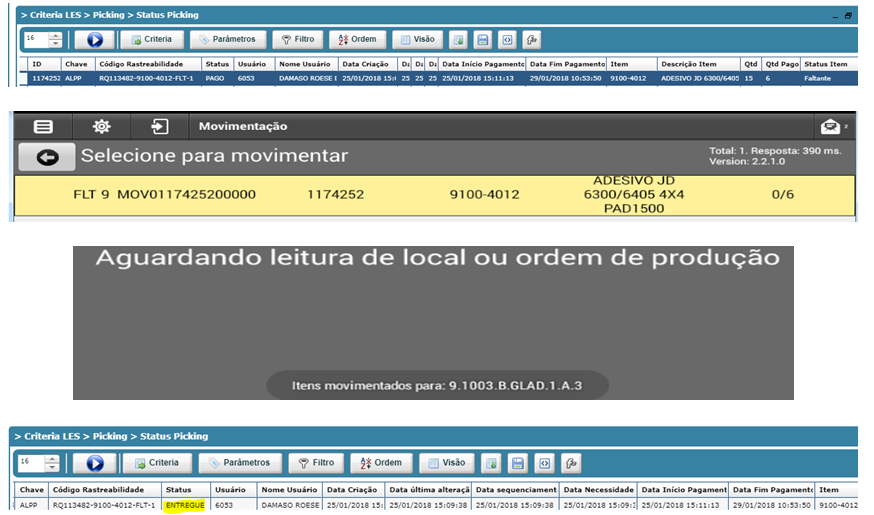 > Criteria LES > Picking > Status Picking
16 Criteria Parâmetros Filtro Ordem Visão
ID Chave Código Rastreabilidade Status Usuário Nome Usuário Data Criação Da Da Da Data Início Pagamento Data Fim Pagamento Item Descrição Item Qtd Qtd Pago Status Item
1174252 ALPP RQ113482-9100-4012-FLT-1 PAGO 6053 DAMASO ROESE 25/01/2018 15: 25 25 25 25/01/2018 15:11:13 29/01/2018 10:53:50 9100-4012 ADESIVO JD 6300/6405 15 6 Faltante
Movimentação 2
Selecione para movimentar
Total: 1. Resposta: 390 ms.
Version: 2.2.1.0
FLT 9 MOV0117425200000 1174252 9100-4012
ADESIVO JD
6300/6405 4X4
PAD1500
0/6
Aguardando leitura de local ou ordem de produção
Itens movimentados para: 9.1003.B.GLAD.1.A.3
> Criteria LES > Picking > Status Picking
16 Criteria Parâmetros Filtro Ordem Visão
Chave Código Rastreabilidade Status Usuário Nome Usuário Data Criação Data última alteraçã Data sequenciament Data Necessidade Data Início Pagament Data Fim Pagament Item
ALPP RQ113482-9100-4012-FLT-1 ENTREGUE 6053 DAMASO ROESE 25/01/2018 15: 25/01/2018 15:09:38 25/01/2018 15:09:38 25/01/2018 15:09: 25/01/2018 15:11:13 29/01/2018 10:53:50 9100-4012